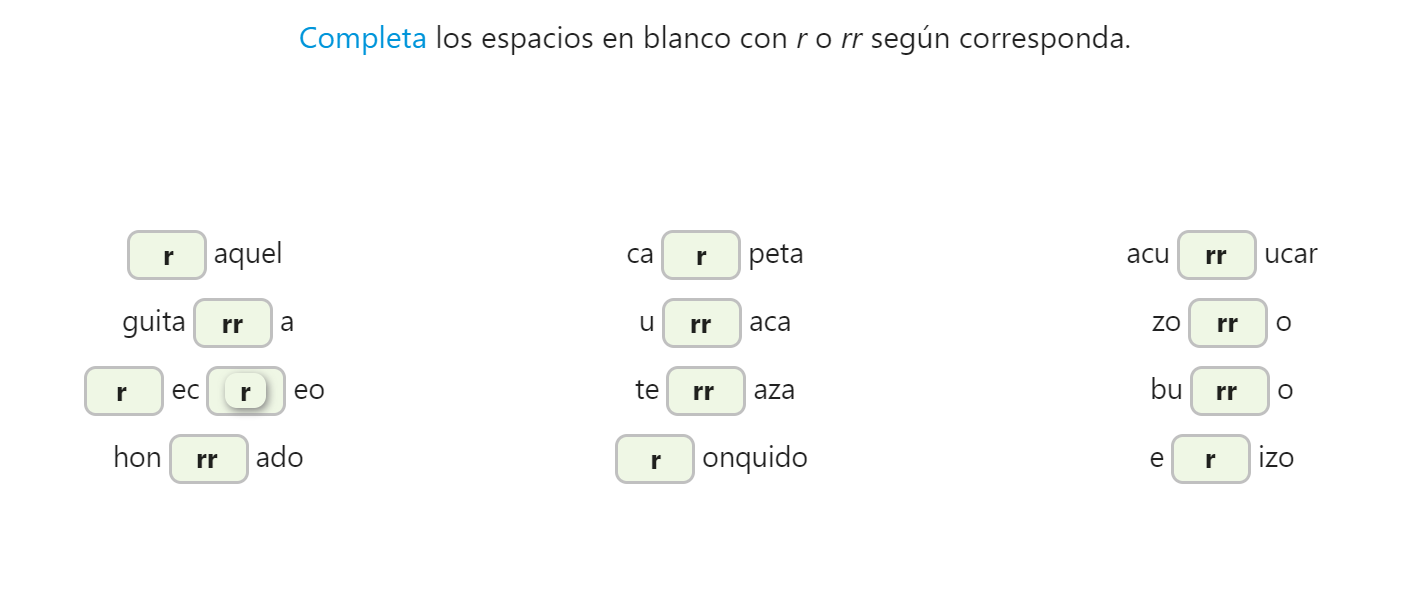 Completa los espacios en blanco con r o rr según corresponda.
r aquel
guita rr a
r ec r eo
hon rr ado
ca r peta
u rr aca
te rr aza
r onquido
acu rr ucar
zo rr o
bu rr o
e r izo